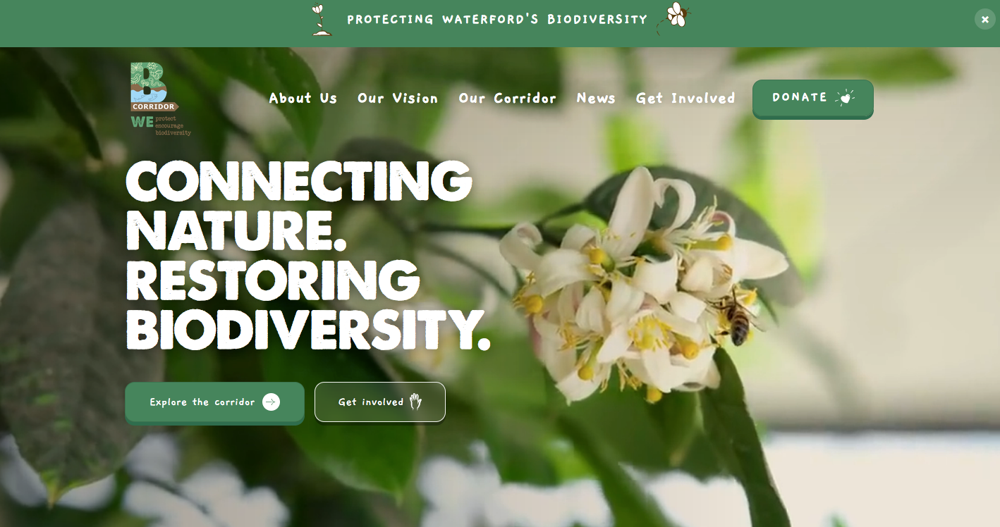 PROTECTING WATERFORD'S BIODIVERSITY
B
CORRIDOR
WE protect
encourage
biodiversity
About Us Our Vision Our Corridor News Get Involved DONATE
CONNECTING
NATURE.
RESTORING
BIODIVERSITY.
Explore the corridor Get involved